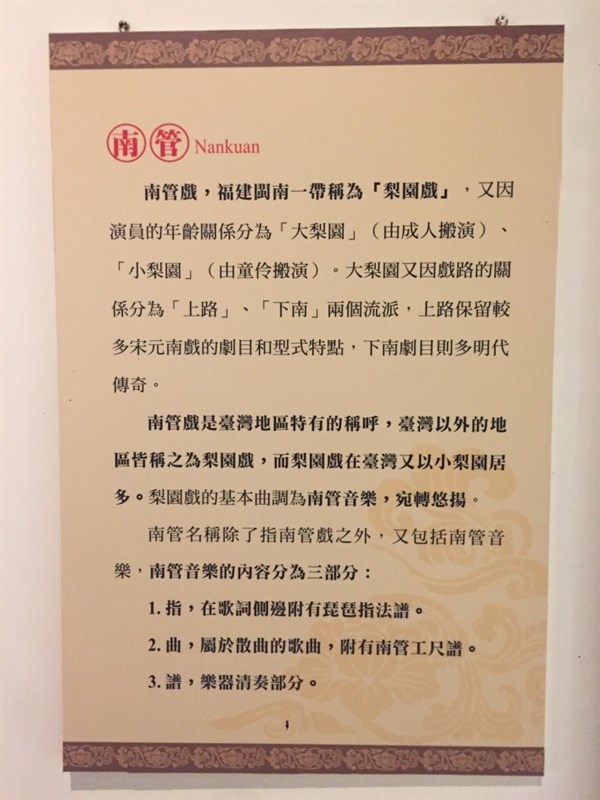 南管 Nankuan
南管戲，福建閩南一帶稱為『梨園戲』，又因
演員的年齡關係分為「大梨園」（由成人搬演）、
「小梨園」（由童伶搬演）。大梨園又因戲路的關
係分為「上路」、「下南」兩個流派，上路保留較
多宋元南戲的劇目和型式特點，下南劇目則多明代
傳奇。
南管戲是臺灣地區特有的稱呼，臺灣以外的地
區皆稱之為梨園戲，而梨園戲在臺灣又以小梨園居
多。梨園戲的基本曲調為南管音樂，宛轉悠揚。
南管名稱除了指南管戲之外，又包括南管音
樂，南管音樂的內容分為三部分：
1. 指，在歌詞側邊附有琵琶指法譜。
2. 曲，屬於散曲的歌曲，附有南管工尺譜。
3. 譜，樂器清奏部分。